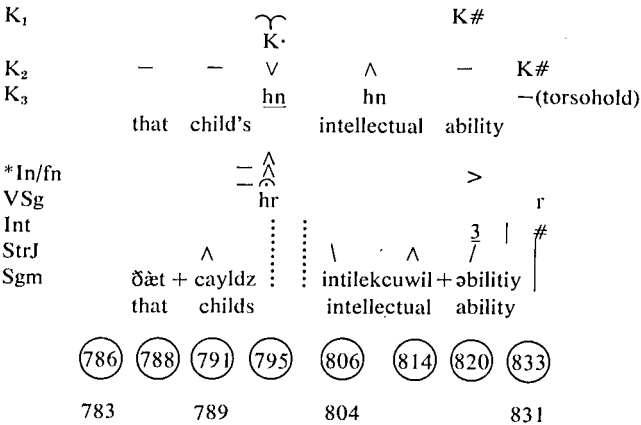 K₁ K· K#
K₂ – – ∨ ∧ – K#
K₃ hn hn –(torsohold)
that child's intellectual ability
*In/fn – ∧ ∧ >
VSg hr r
Int 3 | #
StrJ ∧ \ ∧ /
Sgm ðæ̀t + cayldz intilekcuwil + əbilitiy
that childs intellectual ability
786 788 791 795 806 814 820 833
783 789 804 831